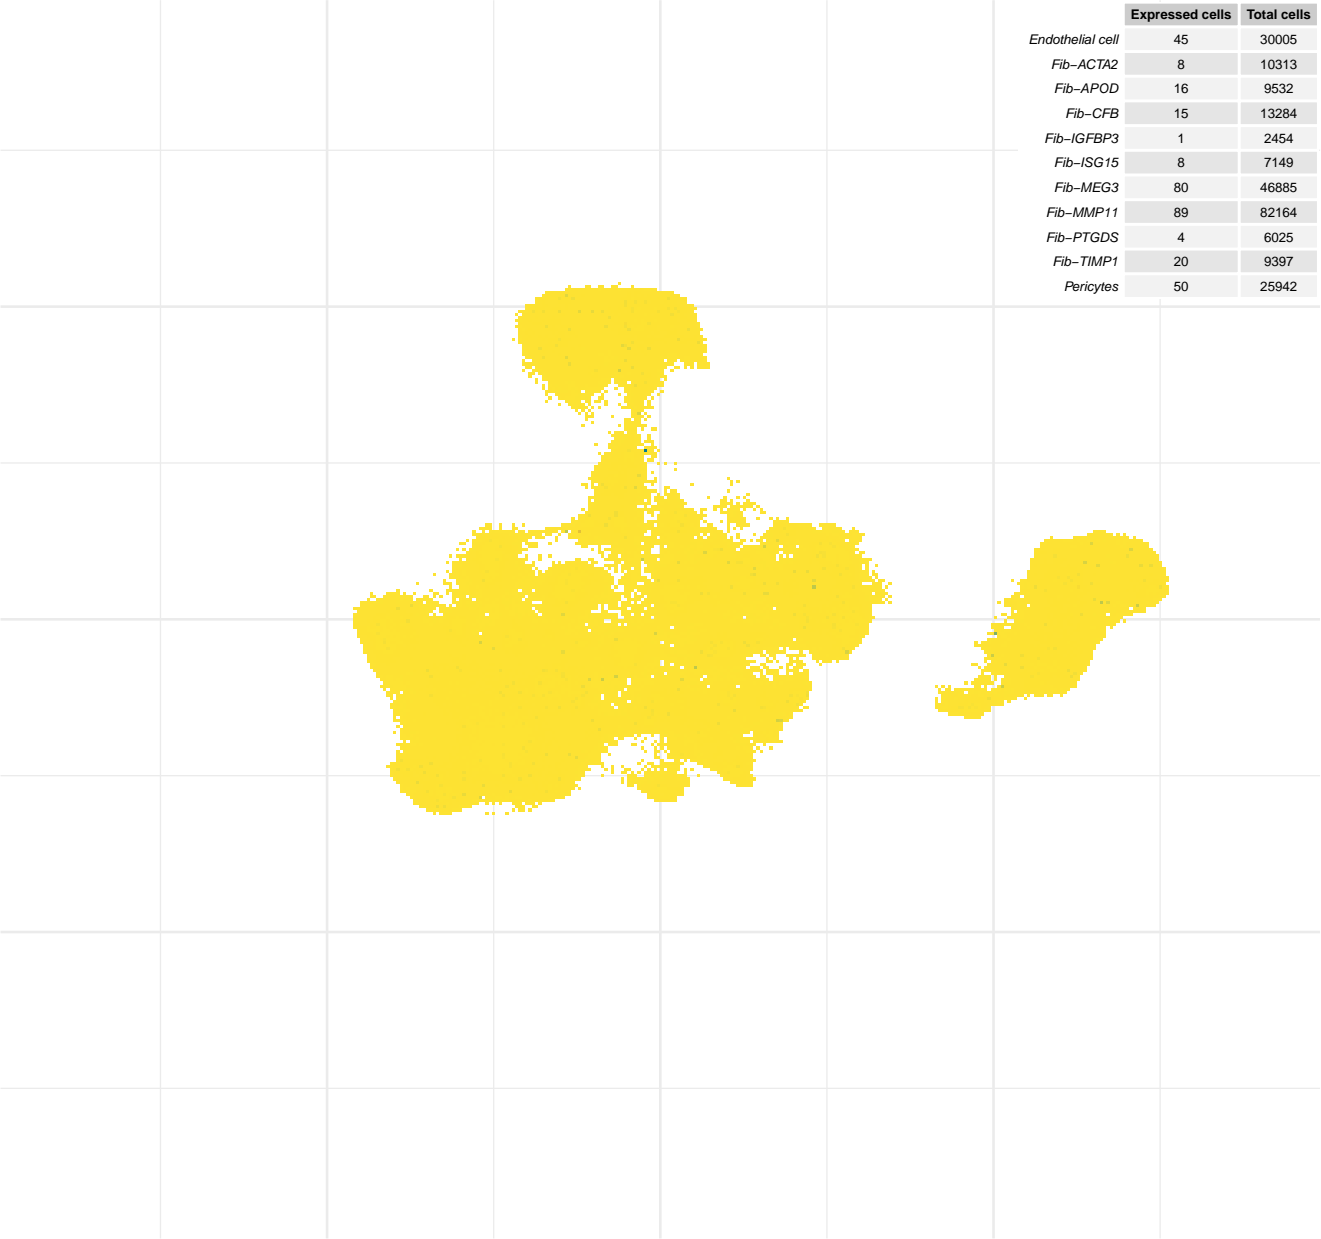 Expressed cells Total cells
Endothelial cell 45 30005
Fib−ACTA2 8 10313
Fib−APOD 16 9532
Fib−CFB 15 13284
Fib−IGFBP3 1 2454
Fib−ISG15 8 7149
Fib−MEG3 80 46885
Fib−MMP11 89 82164
Fib−PTGDS 4 6025
Fib−TIMP1 20 9397
Pericytes 50 25942